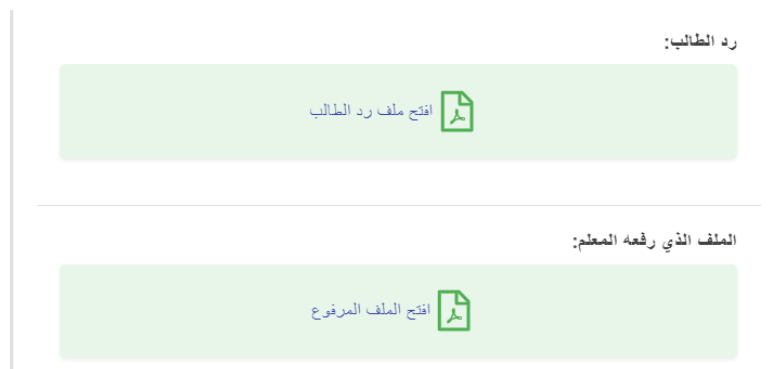 رد الطالب:
افتح ملف رد الطالب
الملف الذي رفعه المعلم:
افتح الملف المرفوع